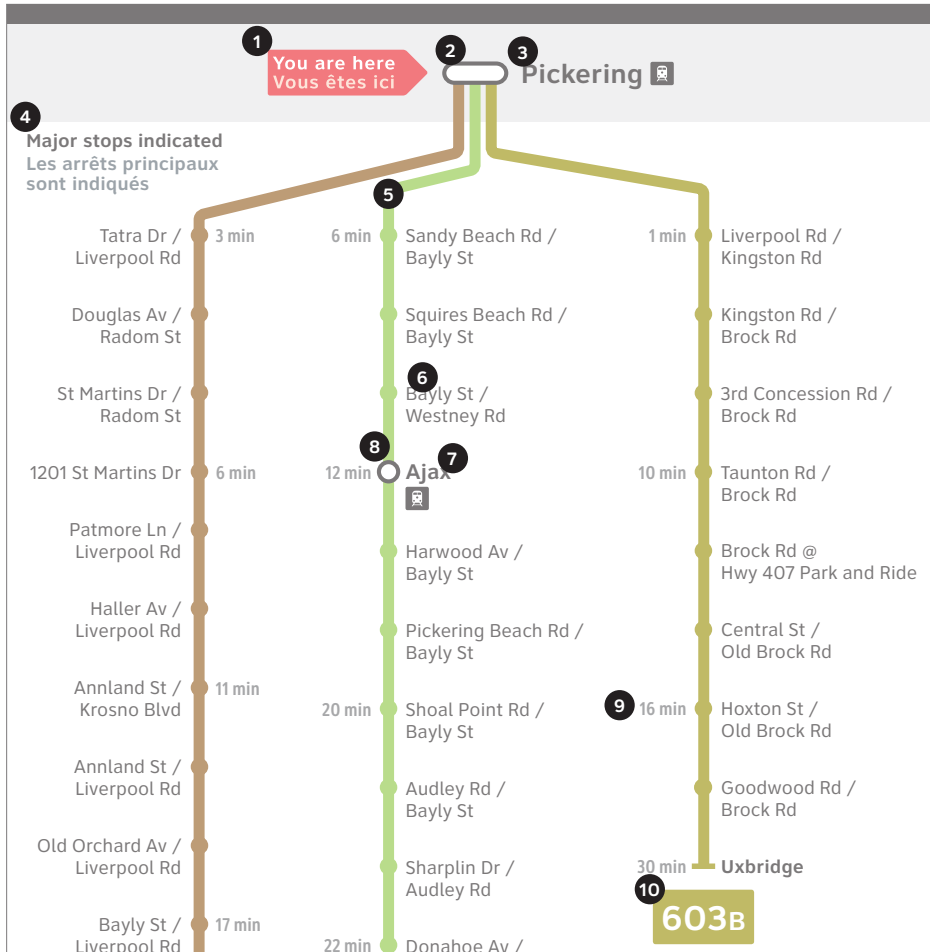 1
You are here
Vous êtes ici
2
3
Pickering
4
Major stops indicated
Les arrêts principaux
sont indiqués
5
Tatra Dr /
Liverpool Rd
3 min
Douglas Av /
Radom St
St Martins Dr /
Radom St
1201 St Martins Dr
6 min
Patmore Ln /
Liverpool Rd
Haller Av /
Liverpool Rd
Annland St /
Krosno Blvd
11 min
Annland St /
Liverpool Rd
Old Orchard Av /
Liverpool Rd
Bayly St /
Liverpool Rd
17 min
6 min
Sandy Beach Rd /
Bayly St
Squires Beach Rd /
Bayly St
6
Bayly St /
Westney Rd
8
7
12 min
Ajax
Harwood Av /
Bayly St
Pickering Beach Rd /
Bayly St
20 min
Shoal Point Rd /
Bayly St
Audley Rd /
Bayly St
Sharplin Dr /
Audley Rd
22 min
Donahoe Av /
1 min
Liverpool Rd /
Kingston Rd
Kingston Rd /
Brock Rd
3rd Concession Rd /
Brock Rd
10 min
Taunton Rd /
Brock Rd
Brock Rd @
Hwy 407 Park and Ride
Central St /
Old Brock Rd
9
16 min
Hoxton St /
Old Brock Rd
Goodwood Rd /
Brock Rd
30 min
Uxbridge
10
603B